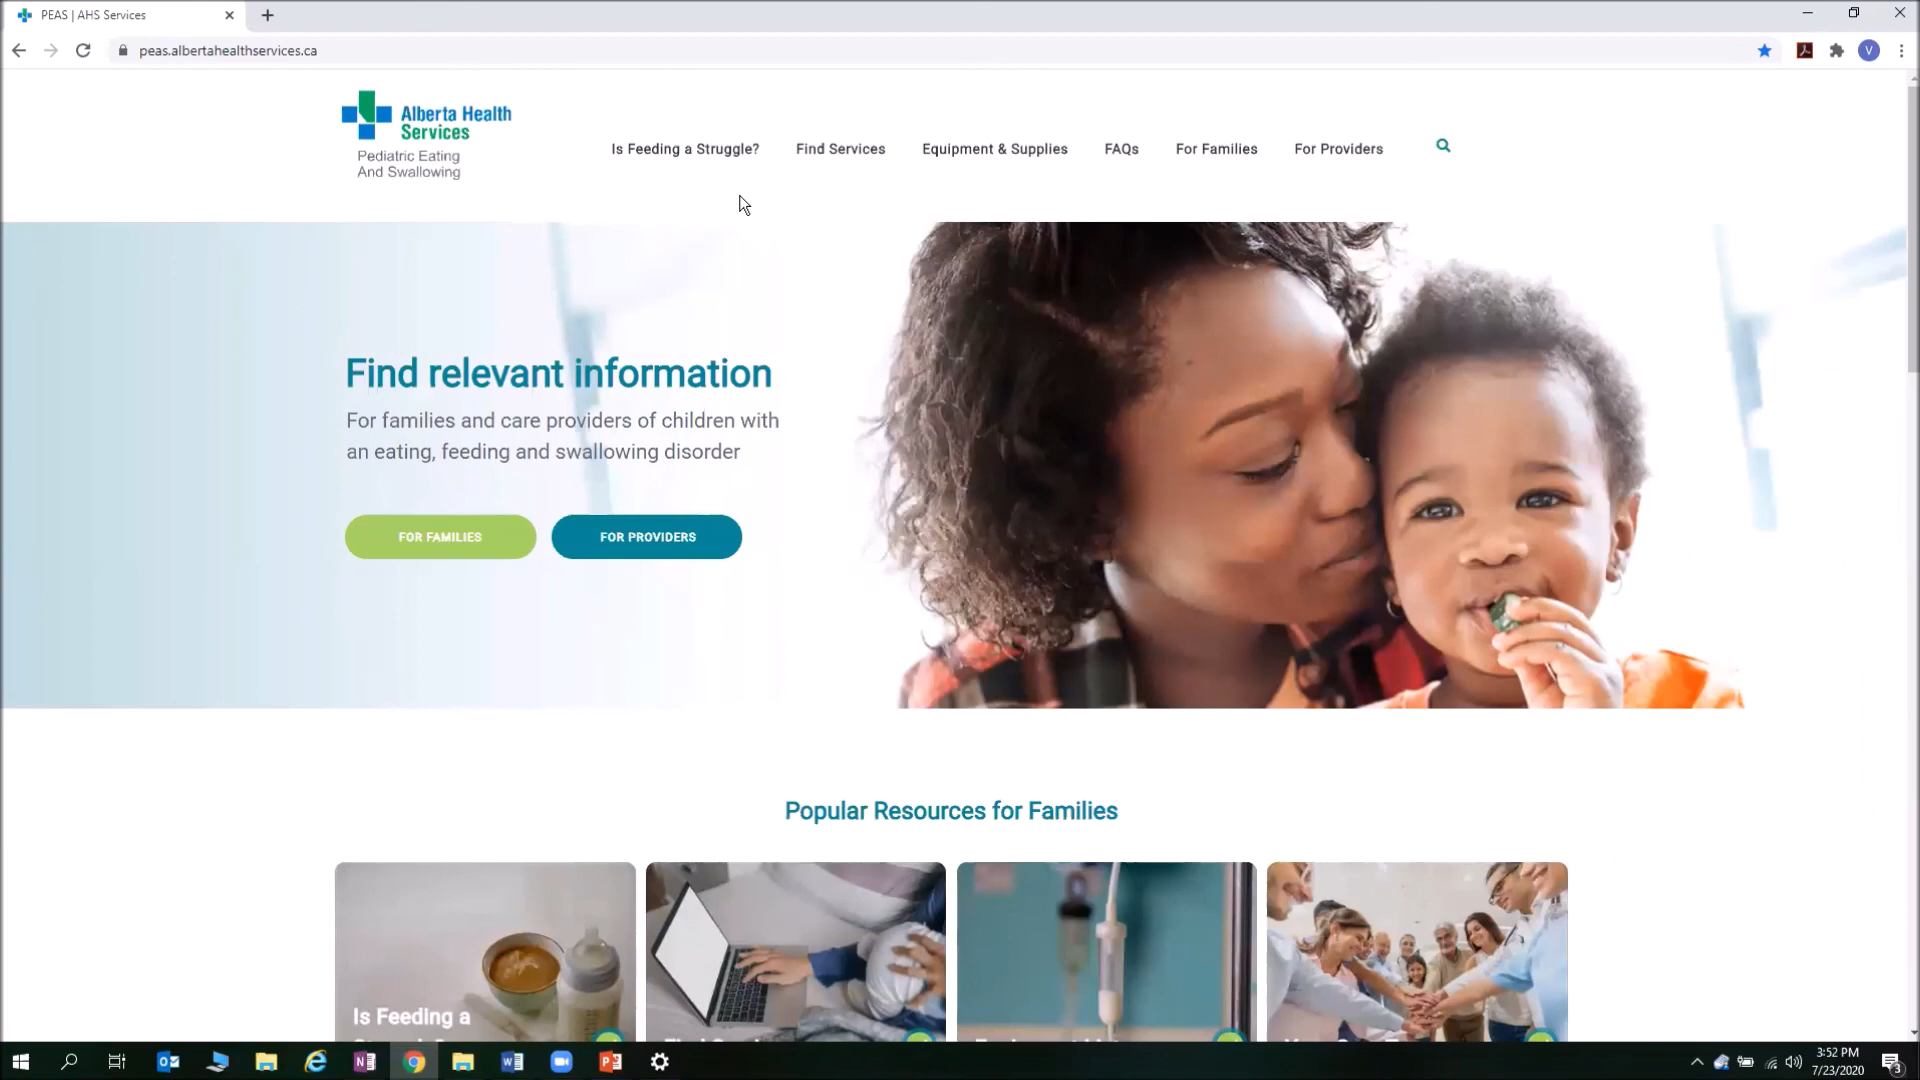 PEAS | AHS Services
peas.albertahealthservices.ca
V
Alberta Health
Services
Pediatric Eating
And Swallowing
Is Feeding a Struggle?
Find Services
Equipment & Supplies
FAQs
For Families
For Providers
Find relevant information
For families and care providers of children with
an eating, feeding and swallowing disorder
FOR FAMILIES
FOR PROVIDERS
Popular Resources for Families
Is Feeding a
3:52 PM
7/23/2020
3